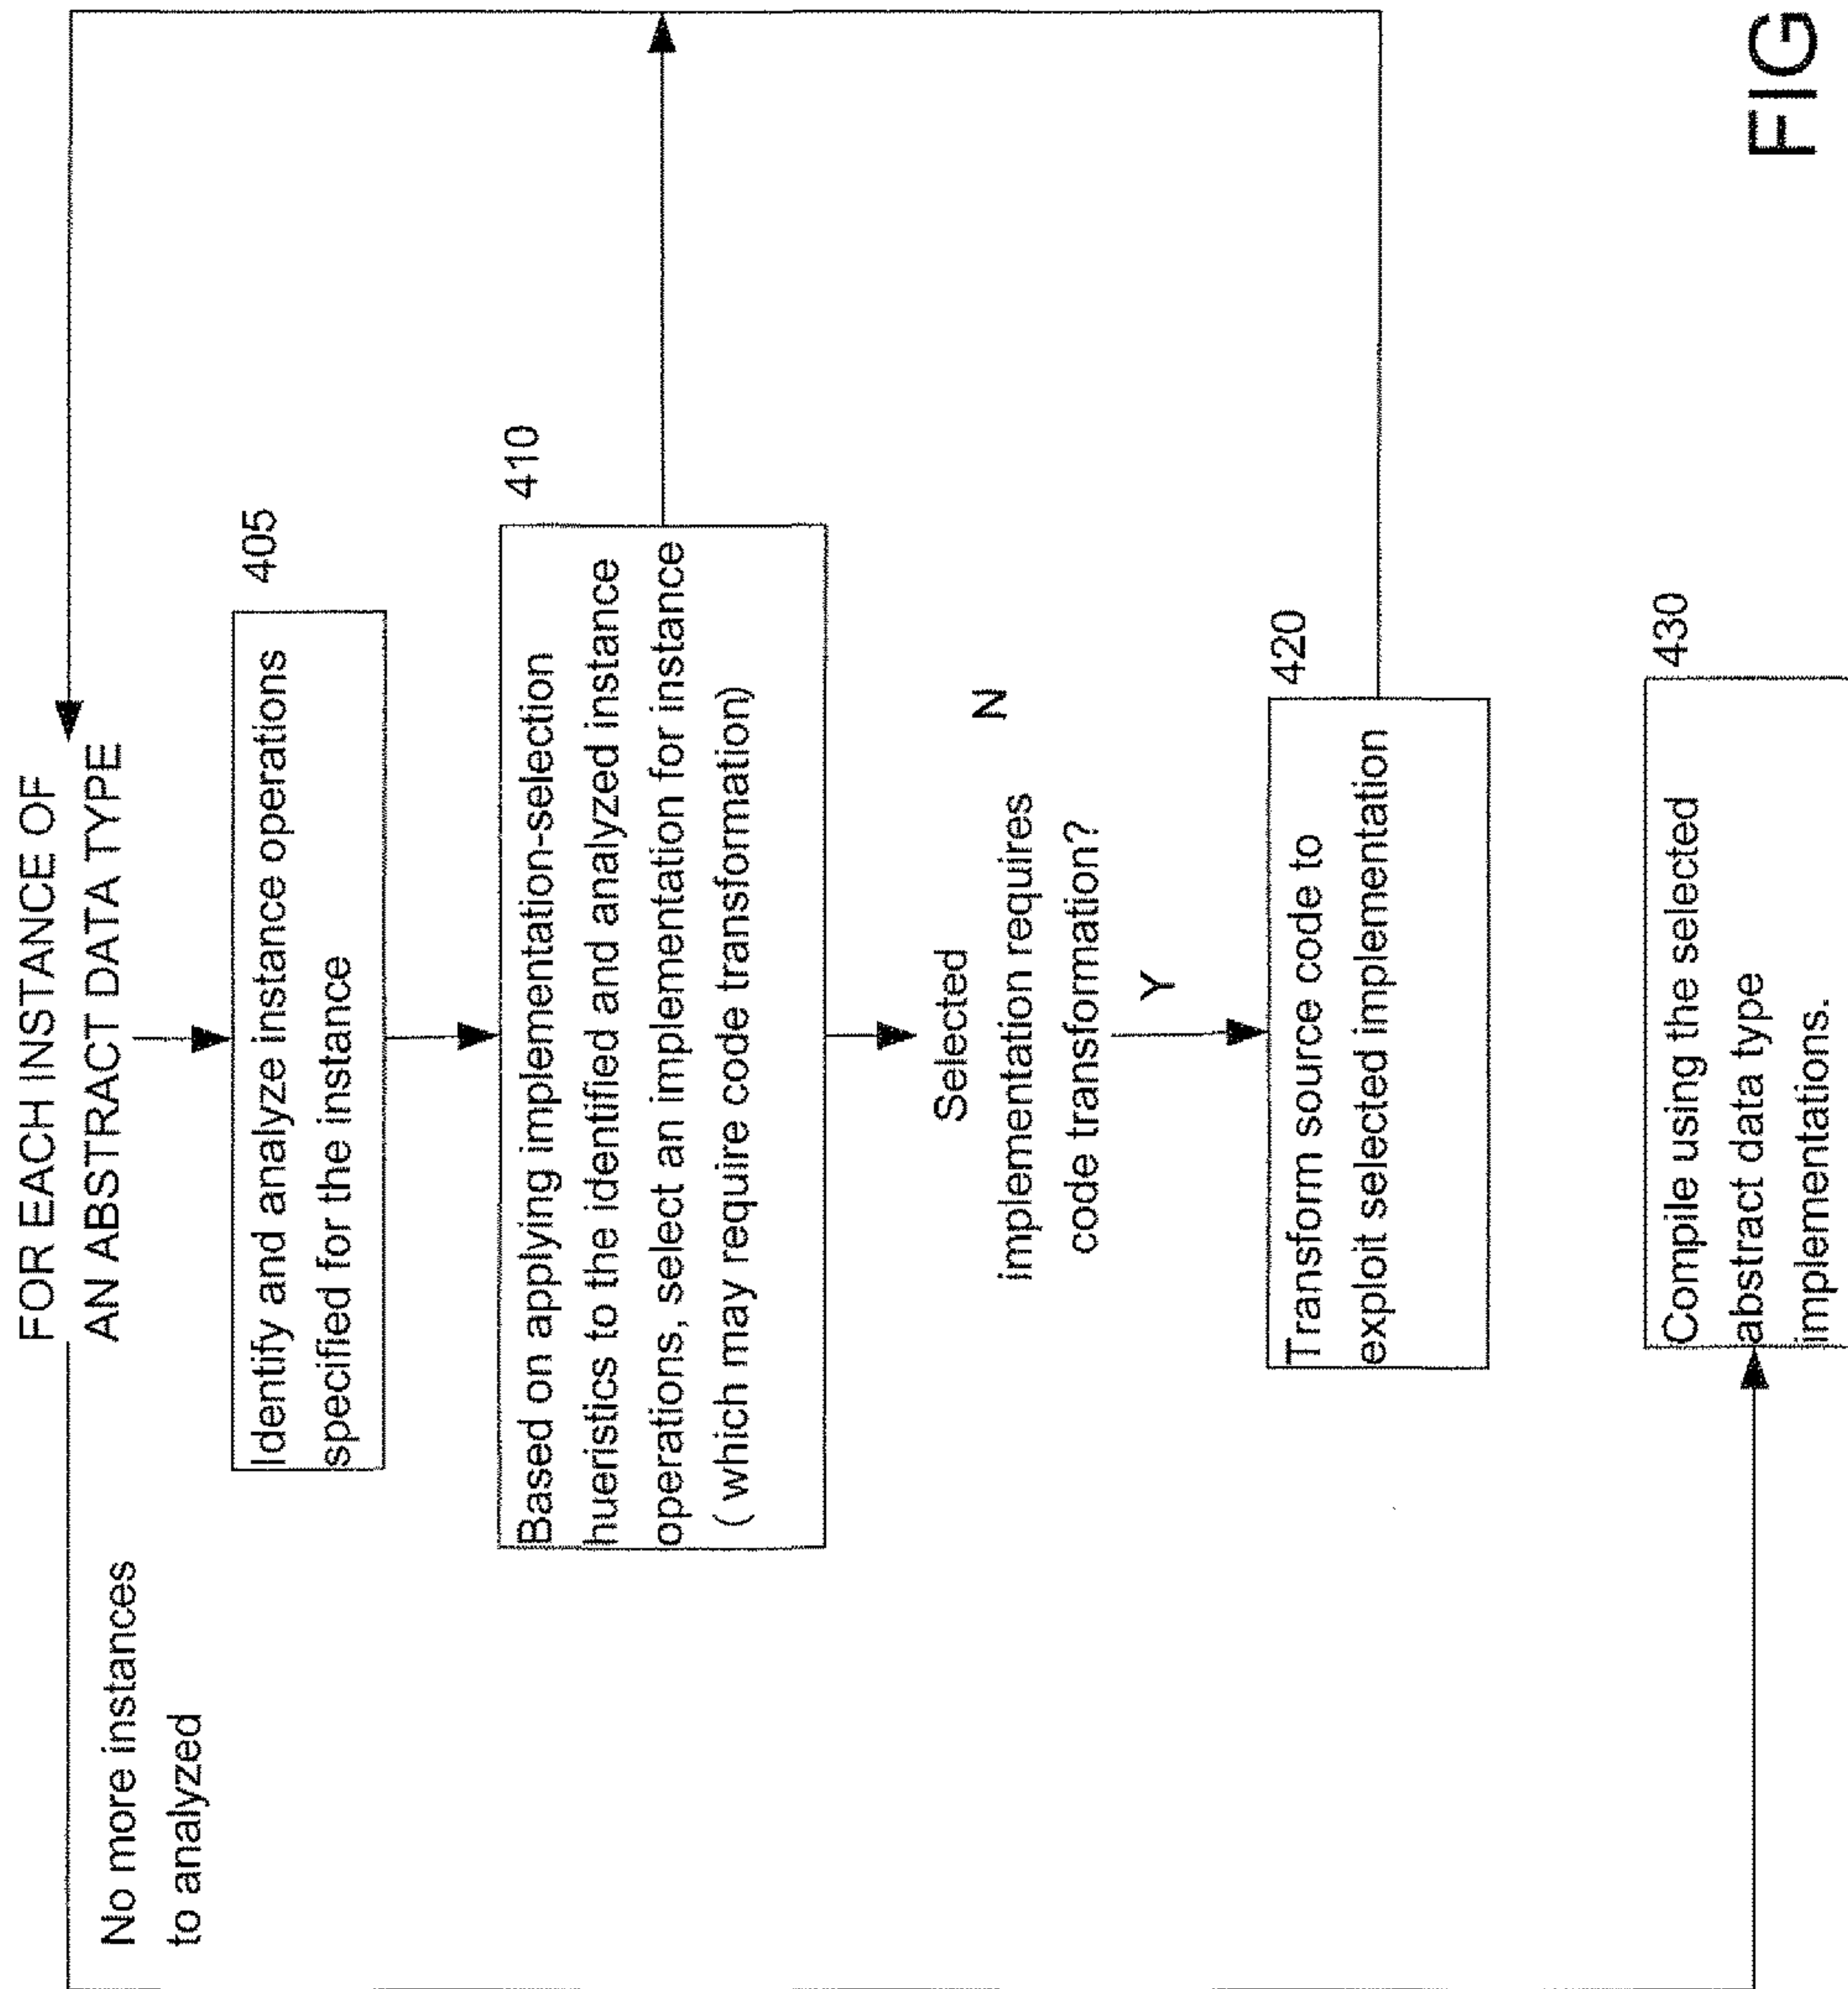 FOR EACH INSTANCE OF
AN ABSTRACT DATA TYPE
No more instances
to analyzed
405
Identify and analyze instance operations
specified for the instance
410
Based on applying implementation-selection
hueristics to the identified and analyzed instance
operations, select an implementation for instance
( which may require code transformation)
Selected
implementation requires
code transformation?
N
Y
420
Transform source code to
exploit selected implementation
430
Compile using the selected
abstract data type
implementations.
FIG